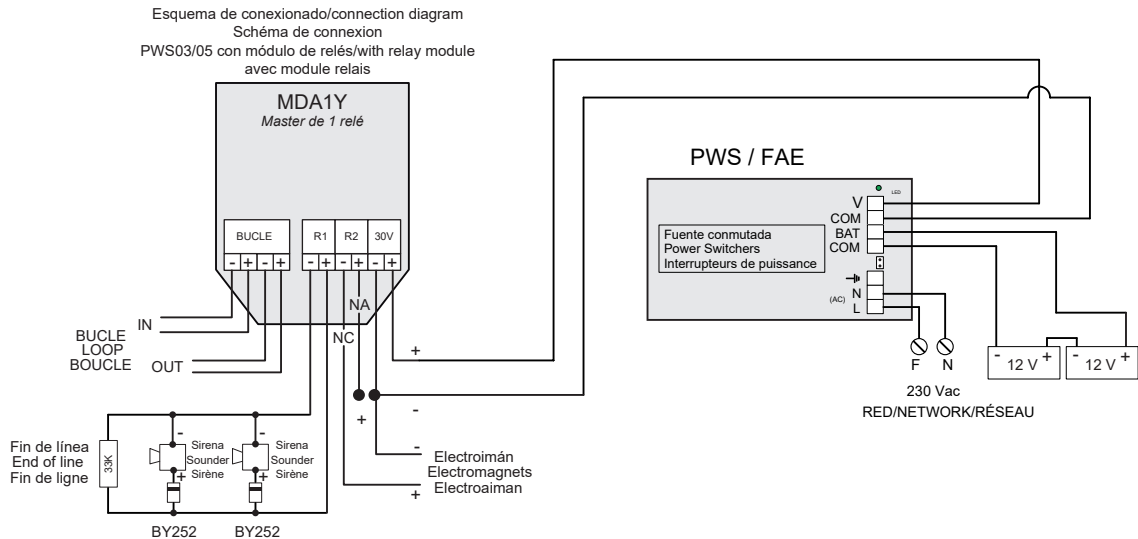 Esquema de conexionado/connection diagram
Schéma de connexion
PWS03/05 con módulo de relés/with relay module
avec module relais
MDA1Y
Master de 1 relé
BUCLE
R1
R2
30V
- + - +
- +
- +
- +
NA
NC
IN
BUCLE
LOOP
BOUCLE
OUT
+
+
-
-
Electroimán
Electromagnets
Electroaiman
+
Fin de línea
End of line
Fin de ligne
33K
-
Sirena
Sounder
Sirène
+
BY252
-
Sirena
Sounder
Sirène
+
BY252
PWS / FAE
LED
V
COM
BAT
COM
Fuente conmutada
Power Switchers
Interrupteurs de puissance
(AC)
N
L
F
N
230 Vac
RED/NETWORK/RÉSEAU
- 12 V +
- 12 V +